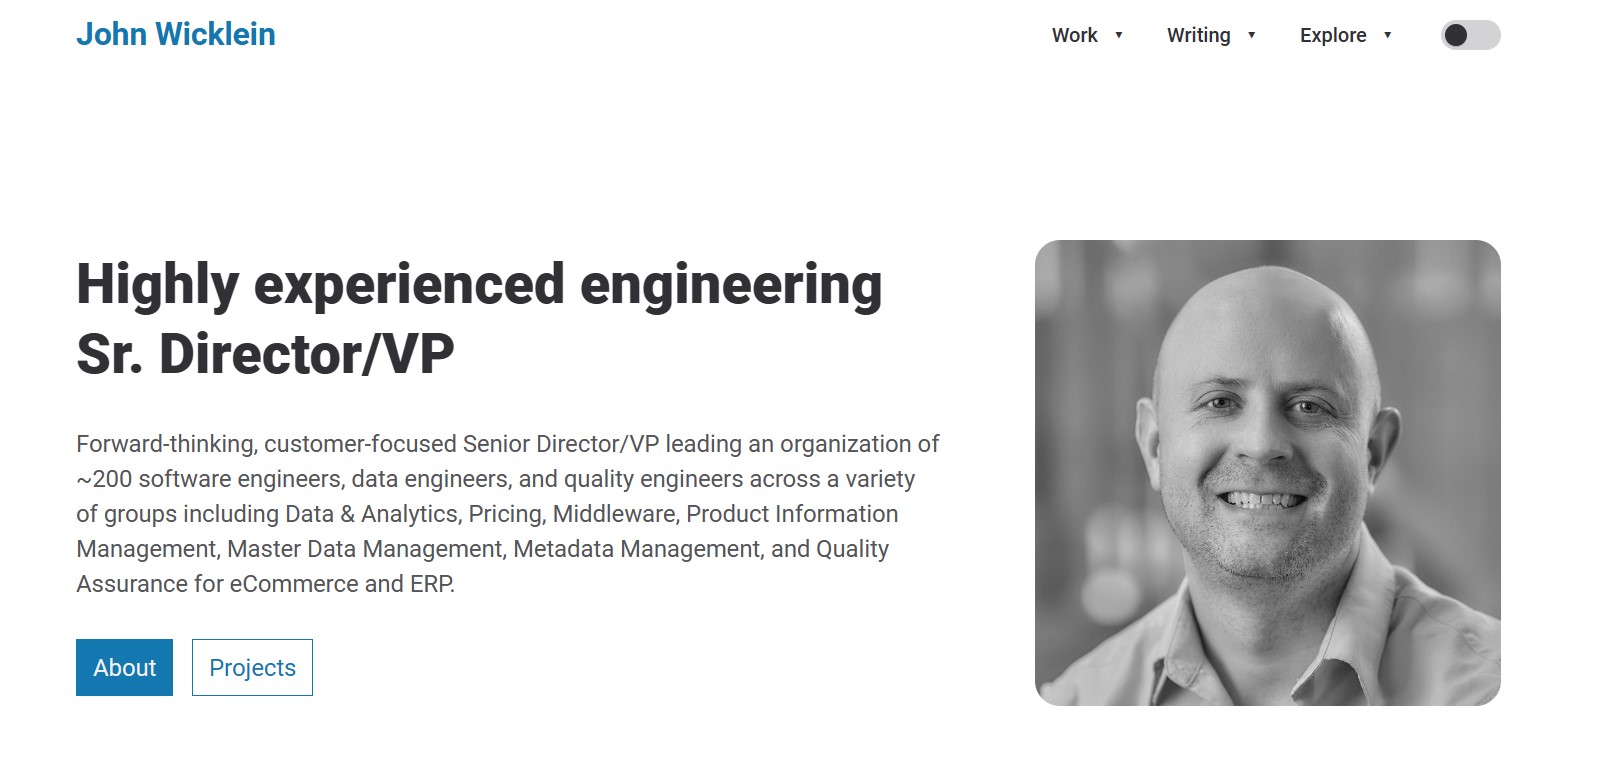 John Wicklein
Work ▼ Writing ▼ Explore ▼
Highly experienced engineering
Sr. Director/VP
Forward-thinking, customer-focused Senior Director/VP leading an organization of
~200 software engineers, data engineers, and quality engineers across a variety
of groups including Data & Analytics, Pricing, Middleware, Product Information
Management, Master Data Management, Metadata Management, and Quality
Assurance for eCommerce and ERP.
About Projects